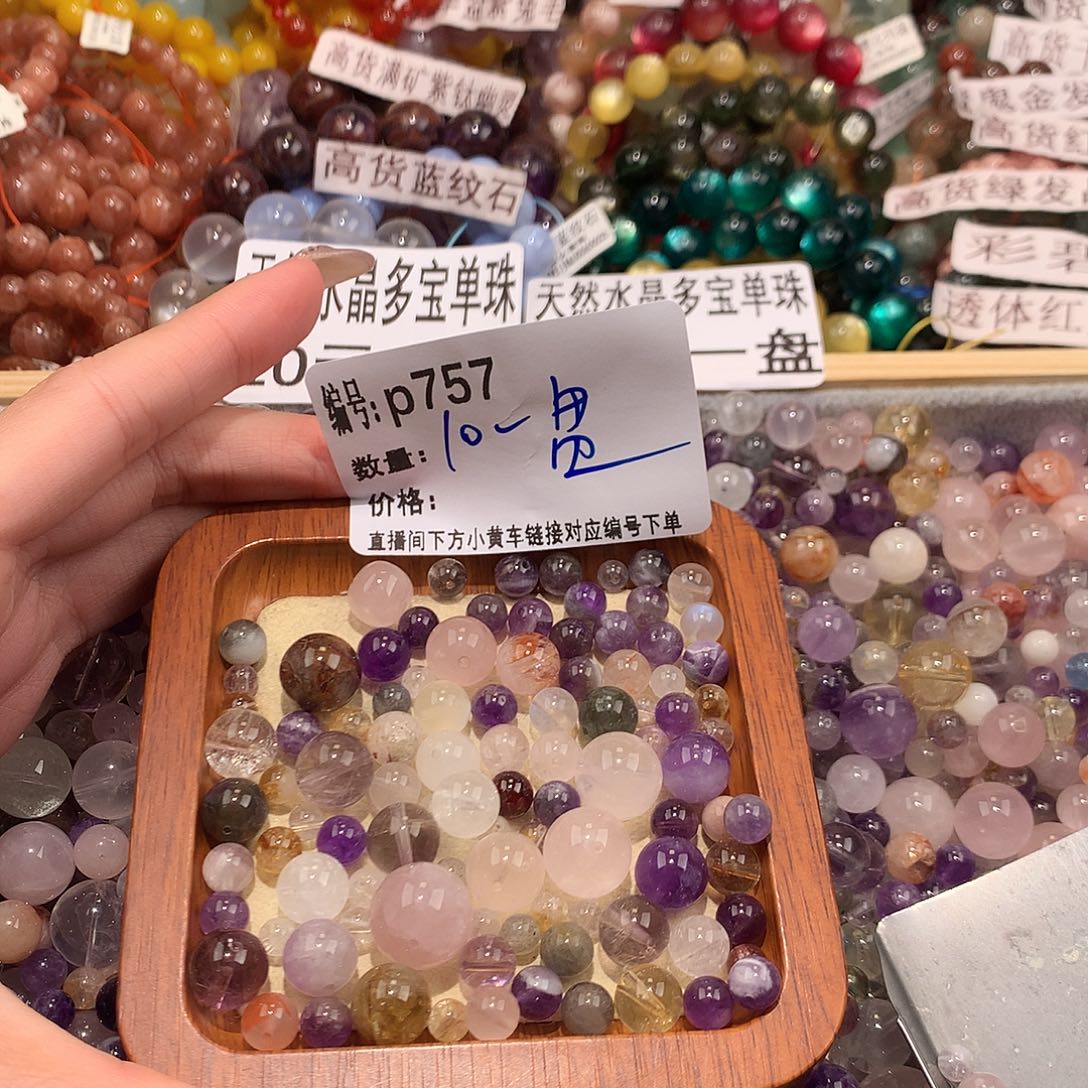 高货满矿紫钛幽灵
高货蓝纹石
高货绿发
透体红
水晶多宝单珠
天然水晶多宝单珠
一盘
编号:p757
数量:10一盘
价格:
直播间下方小黄车链接对应编号下单